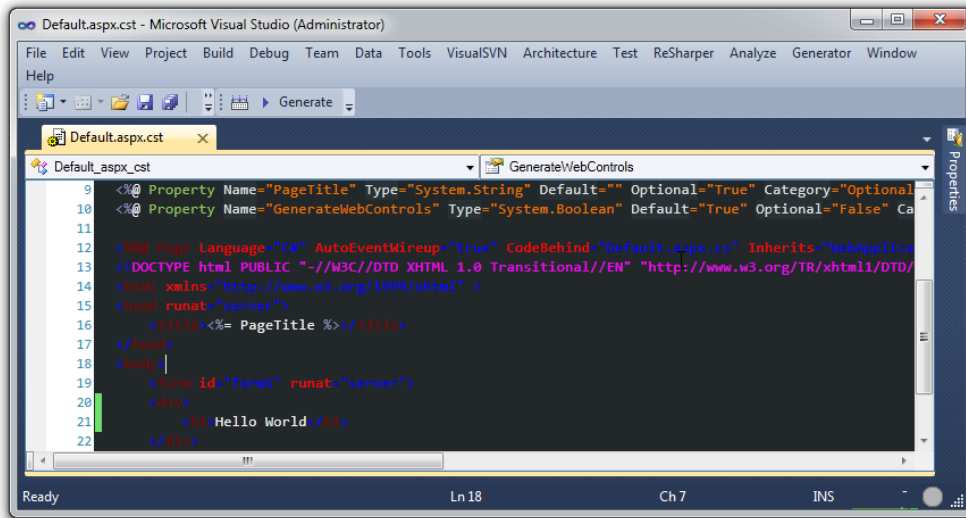 Default.aspx.cst - Microsoft Visual Studio (Administrator)
File Edit View Project Build Debug Team Data Tools VisualSVN Architecture Test ReSharper Analyze Generator Window
Help
Generate
Default.aspx.cst
Properties
Default_aspx_cst GenerateWebControls
9 <%@ Property Name="PageTitle" Type="System.String" Default="" Optional="True" Category="Optional
10 <%@ Property Name="GenerateWebControls" Type="System.Boolean" Default="True" Optional="False" Ca
11
12 <%@ Page Language="C#" AutoEventWireup="true" CodeBehind="Default.aspx.cs" Inherits="WebApplica
13 <!DOCTYPE html PUBLIC "-//W3C//DTD XHTML 1.0 Transitional//EN" "http://www.w3.org/TR/xhtml1/DTD/
14 <html xmlns="http://www.w3.org/1999/xhtml" >
15 <head runat="server">
16 <title><%= PageTitle %></title>
17 </head>
18 <body>
19 <form id="form1" runat="server">
20 <div>
21 <h1>Hello World</h1>
22 </div>
Ready Ln 18 Ch 7 INS